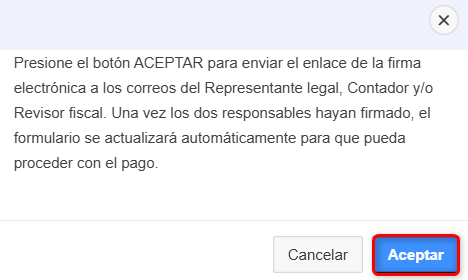 Presione el botón ACEPTAR para enviar el enlace de la firma
electrónica a los correos del Representante legal, Contador y/o
Revisor fiscal. Una vez los dos responsables hayan firmado, el
formulario se actualizará automáticamente para que pueda
proceder con el pago.
Cancelar
Aceptar